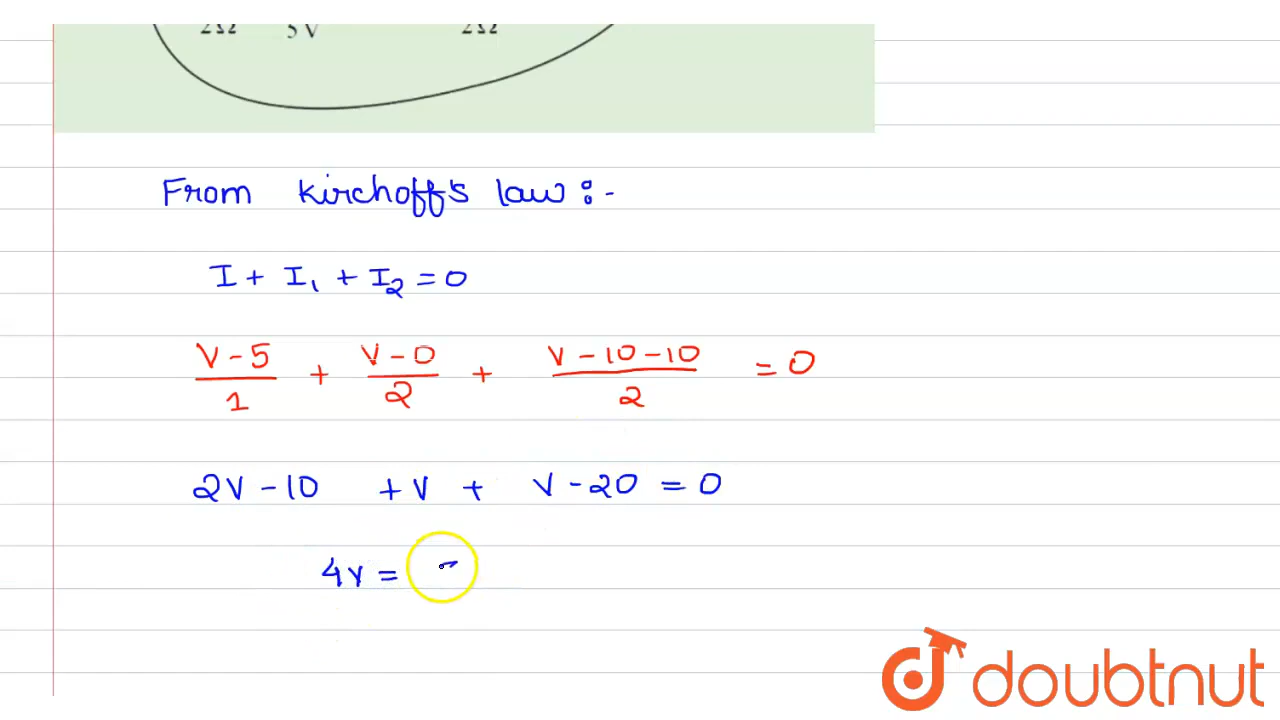 2Ω 5 V 2Ω
From Kirchoff's law :-
I + I₁ + I₂ = 0
V - 5 / 1 + V - 0 / 2 + V - 10 - 10 / 2 = 0
2V - 10 + V + V - 20 = 0
4V =
doubtnut